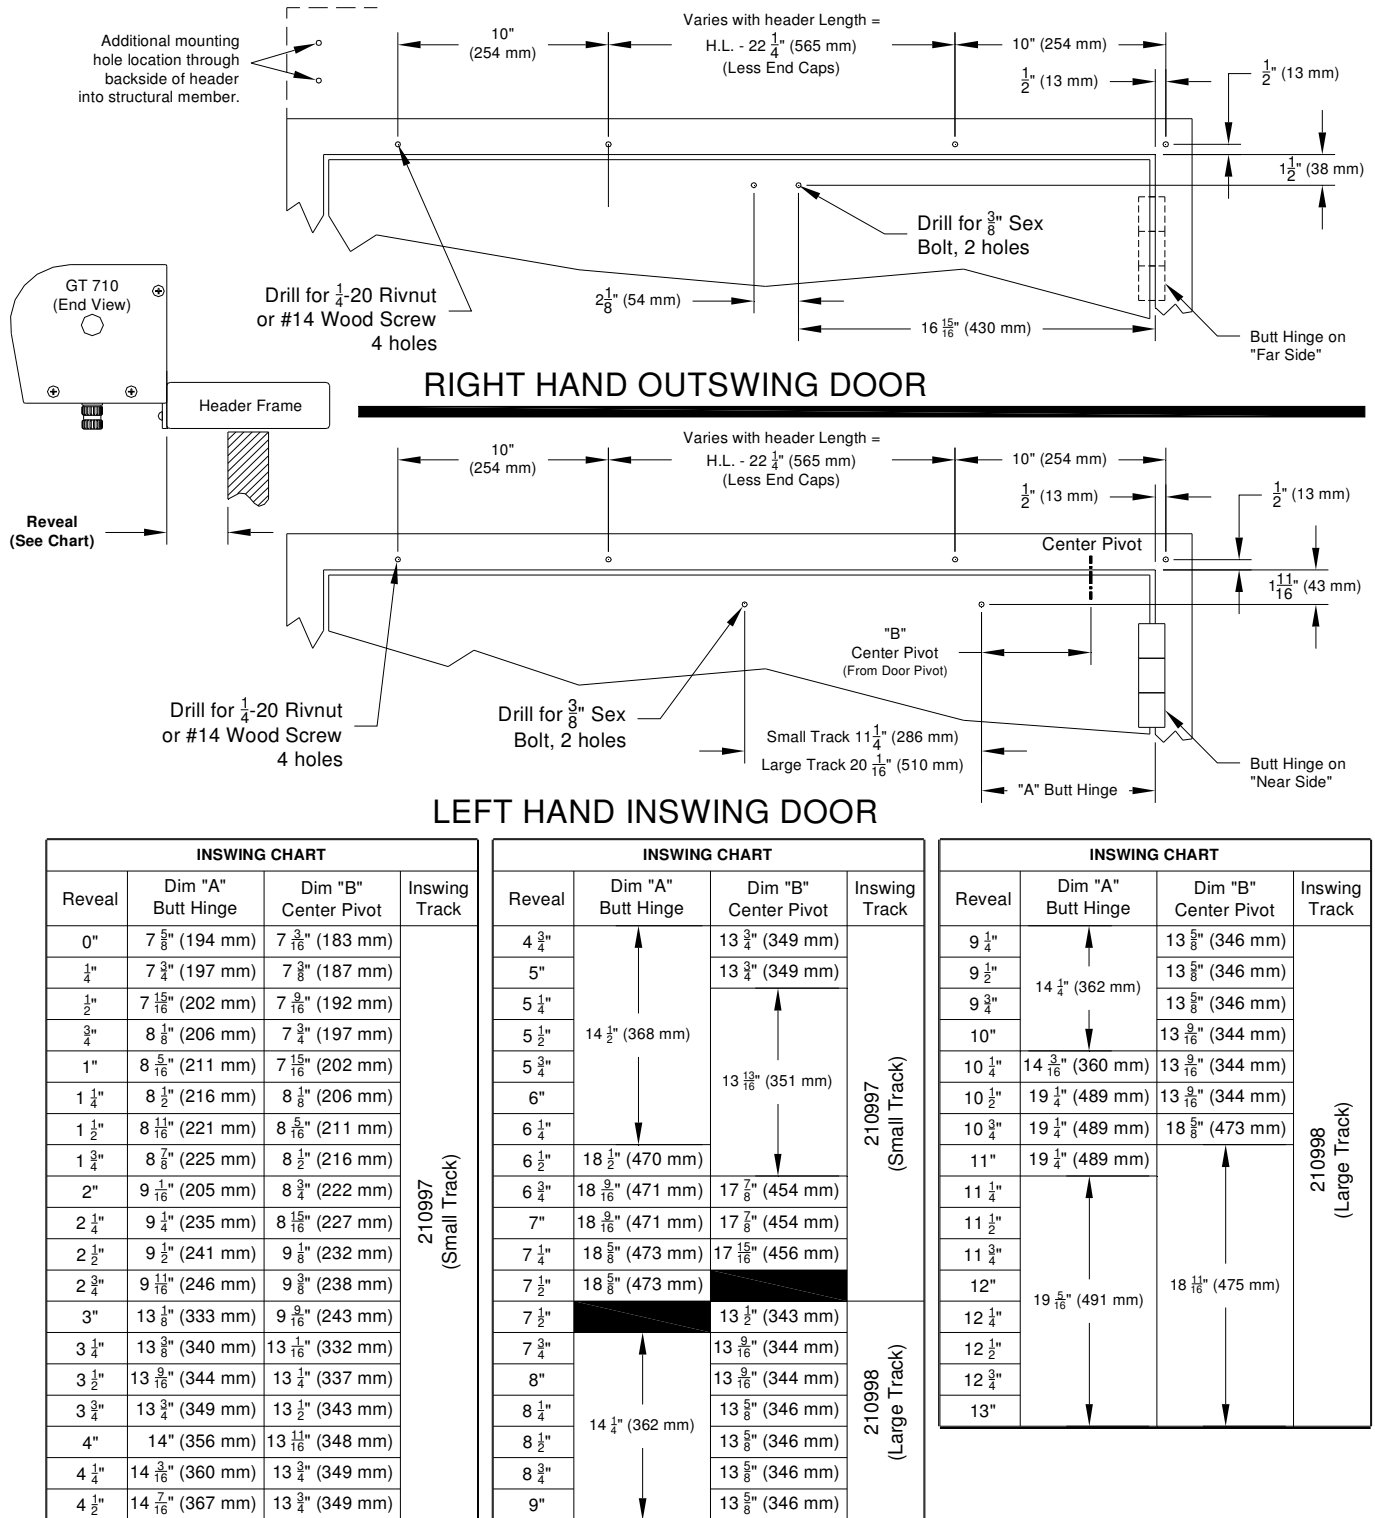 Additional mounting
hole location through
backside of header
into structural member.
10"
(254 mm)
Varies with header Length =
H.L. - 22 1/4" (565 mm)
(Less End Caps)
10" (254 mm)
1/2" (13 mm)
1/2" (13 mm)
1 1/2" (38 mm)
Drill for 3/8" Sex
Bolt, 2 holes
GT 710
(End View)
Drill for 1/4-20 Rivnut
or #14 Wood Screw
4 holes
2 1/8" (54 mm)
16 15/16" (430 mm)
Butt Hinge on
"Far Side"
RIGHT HAND OUTSWING DOOR
Header Frame
Reveal
(See Chart)
10"
(254 mm)
Varies with header Length =
H.L. - 22 1/4" (565 mm)
(Less End Caps)
10" (254 mm)
1/2" (13 mm)
1/2" (13 mm)
Center Pivot
1 11/16" (43 mm)
"B"
Center Pivot
(From Door Pivot)
Drill for 1/4-20 Rivnut
or #14 Wood Screw
4 holes
Drill for 3/8" Sex
Bolt, 2 holes
Small Track 11 1/4" (286 mm)
Large Track 20 1/16" (510 mm)
"A" Butt Hinge
Butt Hinge on
"Near Side"
LEFT HAND INSWING DOOR
INSWING CHART
Reveal Dim "A" Butt Hinge Dim "B" Center Pivot Inswing Track
0" 7 5/8" (194 mm) 7 3/16" (183 mm)
1/4" 7 3/4" (197 mm) 7 3/8" (187 mm)
1/2" 7 15/16" (202 mm) 7 9/16" (192 mm)
3/4" 8 1/8" (206 mm) 7 3/4" (197 mm)
1" 8 5/16" (211 mm) 7 15/16" (202 mm)
1 1/4" 8 1/2" (216 mm) 8 1/8" (206 mm)
1 1/2" 8 11/16" (221 mm) 8 5/16" (211 mm)
1 3/4" 8 7/8" (225 mm) 8 1/2" (216 mm)
2" 9 1/16" (205 mm) 8 3/4" (222 mm)
2 1/4" 9 1/4" (235 mm) 8 15/16" (227 mm)
2 1/2" 9 1/2" (241 mm) 9 1/8" (232 mm)
2 3/4" 9 11/16" (246 mm) 9 3/8" (238 mm)
3" 13 1/8" (333 mm) 9 9/16" (243 mm)
3 1/4" 13 3/8" (340 mm) 13 1/16" (332 mm)
3 1/2" 13 9/16" (344 mm) 13 1/4" (337 mm)
3 3/4" 13 3/4" (349 mm) 13 1/2" (343 mm)
4" 14" (356 mm) 13 11/16" (348 mm)
4 1/4" 14 3/16" (360 mm) 13 3/4" (349 mm)
4 1/2" 14 7/16" (367 mm) 13 3/4" (349 mm)
210997
(Small Track)
INSWING CHART
Reveal Dim "A" Butt Hinge Dim "B" Center Pivot Inswing Track
4 3/4" 13 3/4" (349 mm)
5" 13 3/4" (349 mm)
5 1/4"
5 1/2" 14 1/2" (368 mm)
5 3/4"
13 13/16" (351 mm)
6"
6 1/4"
6 1/2" 18 1/2" (470 mm)
6 3/4" 18 9/16" (471 mm) 17 7/8" (454 mm)
7" 18 9/16" (471 mm) 17 7/8" (454 mm)
7 1/4" 18 5/8" (473 mm) 17 15/16" (456 mm)
7 1/2" 18 5/8" (473 mm)
210997
(Small Track)
7 1/2" 13 1/2" (343 mm)
7 3/4" 13 9/16" (344 mm)
8" 13 9/16" (344 mm)
8 1/4" 13 5/8" (346 mm)
14 1/4" (362 mm)
8 1/2" 13 5/8" (346 mm)
8 3/4" 13 5/8" (346 mm)
9" 13 5/8" (346 mm)
210998
(Large Track)
INSWING CHART
Reveal Dim "A" Butt Hinge Dim "B" Center Pivot Inswing Track
9 1/4" 13 5/8" (346 mm)
9 1/2" 13 5/8" (346 mm)
14 1/4" (362 mm)
9 3/4" 13 5/8" (346 mm)
10" 13 9/16" (344 mm)
10 1/4" 14 3/16" (360 mm) 13 9/16" (344 mm)
10 1/2" 19 1/4" (489 mm) 13 9/16" (344 mm)
10 3/4" 19 1/4" (489 mm) 18 5/8" (473 mm)
11" 19 1/4" (489 mm)
11 1/4"
11 1/2"
11 3/4"
12" 18 11/16" (475 mm)
19 5/16" (491 mm)
12 1/4"
12 1/2"
12 3/4"
13"
210998
(Large Track)